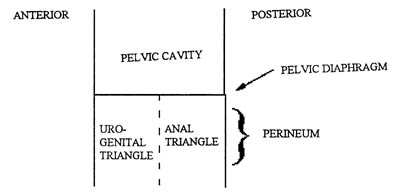 ANTERIOR
POSTERIOR
PELVIC CAVITY
PELVIC DIAPHRAGM
URO-
GENITAL
TRIANGLE
ANAL
TRIANGLE
PERINEUM